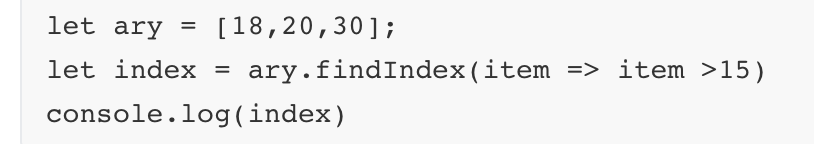 let ary = [18,20,30];
let index = ary.findIndex(item => item >15)
console.log(index)